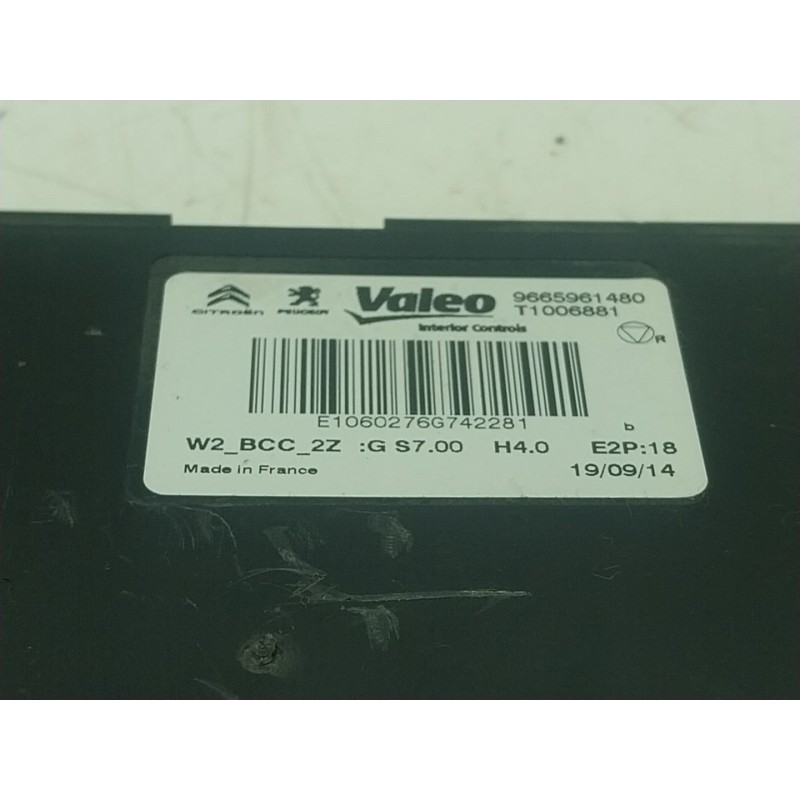 CITROËN PEUGEOT Valeo 9665961480
T1006881
Interior Controls
R
E1060276G742281
b
W2_BCC_2Z :G S7.00 H4.0 E2P:18
Made in France 19/09/14